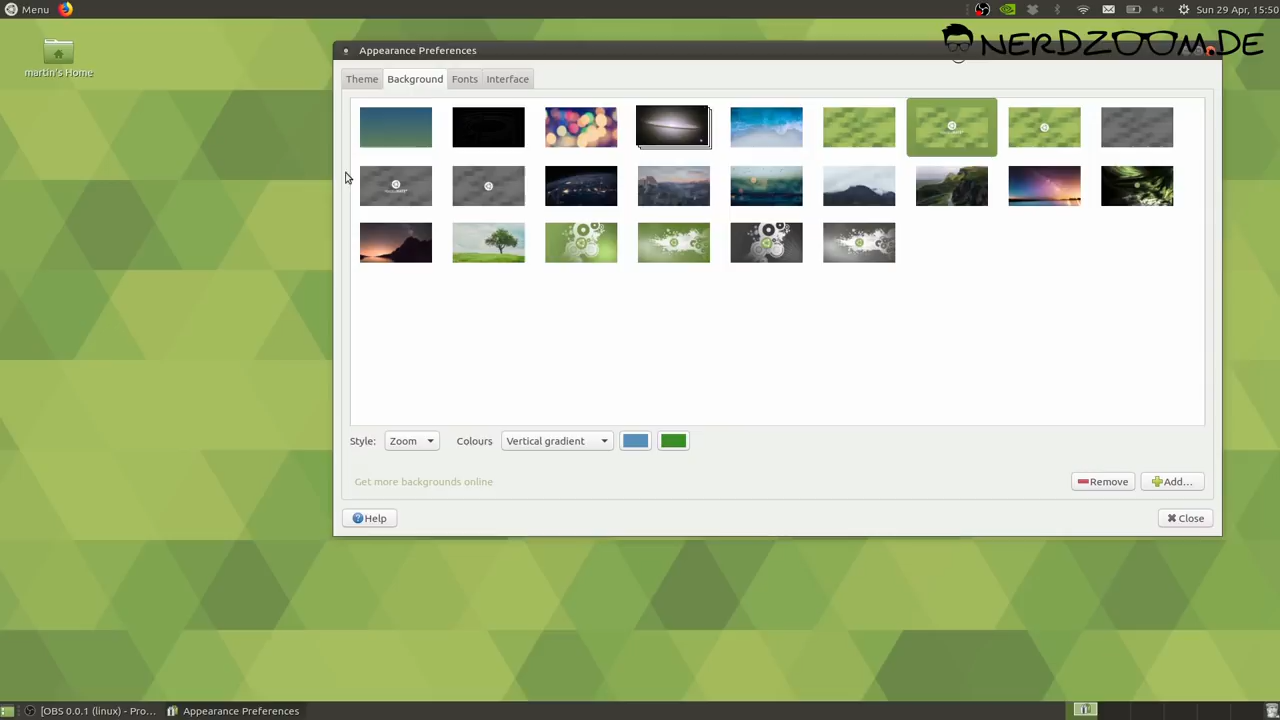 Menu
Sun 29 Apr, 15:50
martin's Home
Appearance Preferences
NERDZOOM.DE
Theme
Background
Fonts
Interface
Style:
Zoom
Colours
Vertical gradient
Get more backgrounds online
Remove
Add...
Help
Close
[OBS 0.0.1 (linux) - Pro...
Appearance Preferences